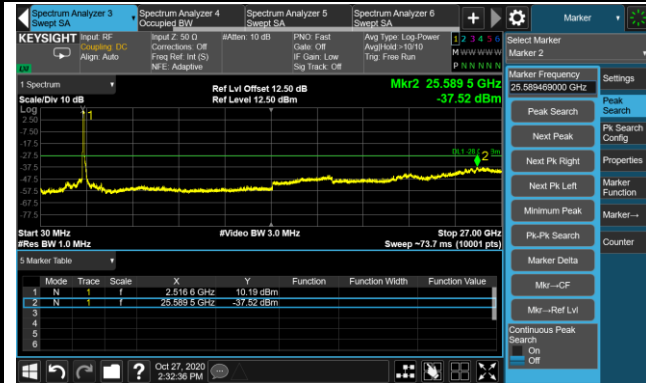 Spectrum Analyzer 3
Swept SA
Spectrum Analyzer 4
Occupied BW
Spectrum Analyzer 5
Swept SA
Spectrum Analyzer 6
Swept SA
Marker
KEYSIGHT
Input: RF
Coupling: DC
Align: Auto
Input Z: 50 Ω
Corrections: Off
Freq Ref: Int (S)
NFE: Adaptive
#Atten: 10 dB
PNO: Fast
Gate: Off
IF Gain: Low
Sig Track: Off
Avg Type: Log-Power
Avg|Hold:>10/10
Trig: Free Run
1 2 3 4 5 6
M W W W W W
P N N N N N
1 Spectrum
Scale/Div 10 dB
Log
Ref Lvl Offset 12.50 dB
Ref Level 12.50 dBm
Mkr2 25.589 5 GHz
-37.52 dBm
2.50
-7.50
-17.5
-27.5
-37.5
-47.5
-57.5
-67.5
-77.5
1
2
Start 30 MHz
#Res BW 1.0 MHz
#Video BW 3.0 MHz
Stop 27.00 GHz
Sweep ~73.7 ms (10001 pts)
5 Marker Table
Mode Trace Scale X Y Function Function Width Function Value
1 N 1 f 2.516 6 GHz 10.19 dBm
2 N 1 f 25.589 5 GHz -37.52 dBm
3
4
5
6
Oct 27, 2020
2:32:36 PM
Select Marker
Marker 2
Marker Frequency
25.589469000 GHz
Peak Search
Next Peak
Next Pk Right
Next Pk Left
Minimum Peak
Pk-Pk Search
Marker Delta
Mkr→CF
Mkr→Ref Lvl
Continuous Peak
Search
On
Off
Settings
Peak
Search
Pk Search
Config
Properties
Marker
Function
Marker→
Counter